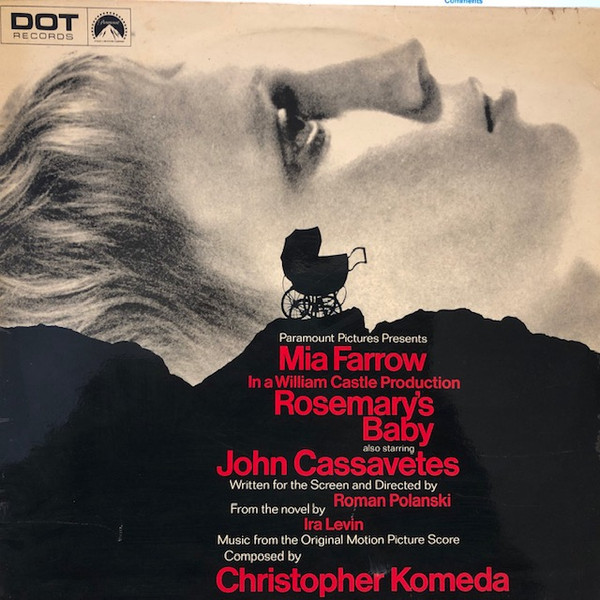 Comments
DOT
RECORDS
Paramount
Paramount Pictures Presents
Mia Farrow
In a William Castle Production
Rosemary's
Baby
also starring
John Cassavetes
Written for the Screen and Directed by
Roman Polanski
From the novel by
Ira Levin
Music from the Original Motion Picture Score
Composed by
Christopher Komeda